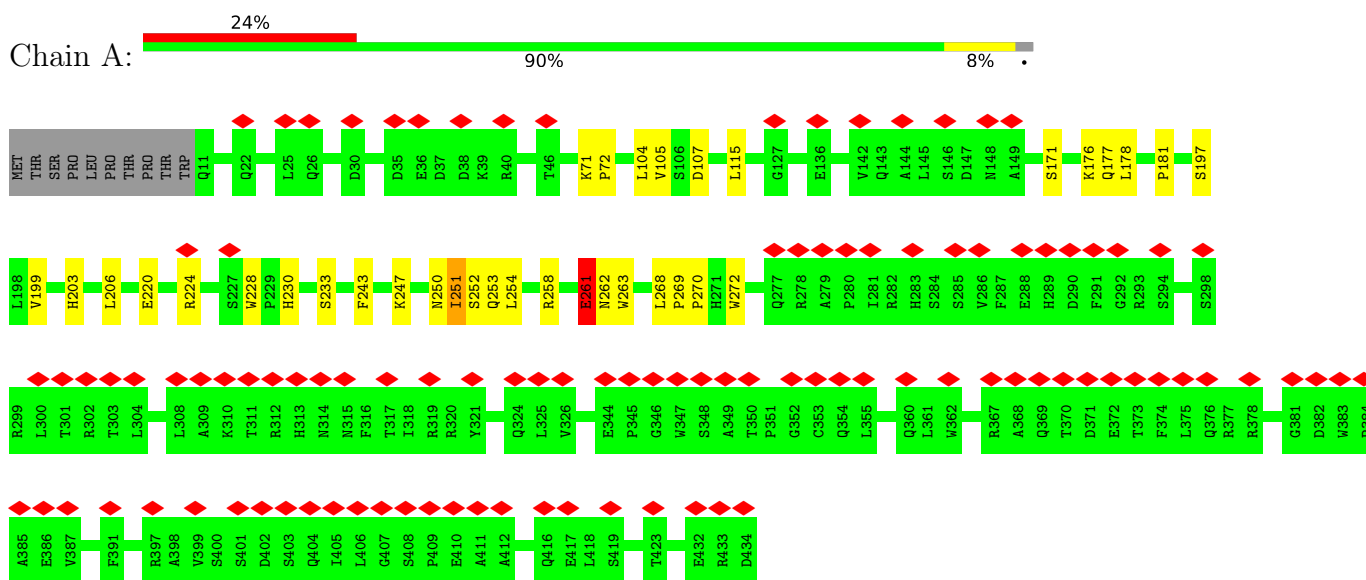 24%
Chain A:
90% 8% •
MET THR SER PRO LEU PRO THR PRO THR TRP Q11 Q22 L25 Q26 D30 D35 E36 D37 D38 K39 R40 T46 K71 P72 L104 V105 S106 D107 L115 G127 E136 V142 Q143 A144 L145 S146 D147 N148 A149 S171 K176 Q177 L178 P181 S197
L198 V199 H203 L206 E220 R224 S227 W228 P229 H230 S233 F243 K247 N250 I251 S252 Q253 L254 R258 E261 N262 W263 L268 P269 P270 H271 W272 Q277 R278 A279 P280 I281 R282 H283 S284 S285 V286 F287 E288 H289 D290 F291 G292 R293 S294 S298
R299 L300 T301 R302 T303 L304 L308 A309 K310 T311 R312 H313 N314 N315 F316 T317 I318 R319 R320 Y321 Q324 L325 V326 E344 P345 G346 W347 S348 A349 T350 P351 G352 C353 Q354 L355 Q360 L361 W362 R367 A368 Q369 T370 D371 E372 T373 F374 L375 Q376 R377 R378 G381 D382 W383
A385 E386 V387 F391 R397 A398 V399 S400 S401 D402 S403 Q404 I405 L406 G407 S408 P409 E410 A411 A412 Q416 E417 L418 S419 T423 E432 R433 D434